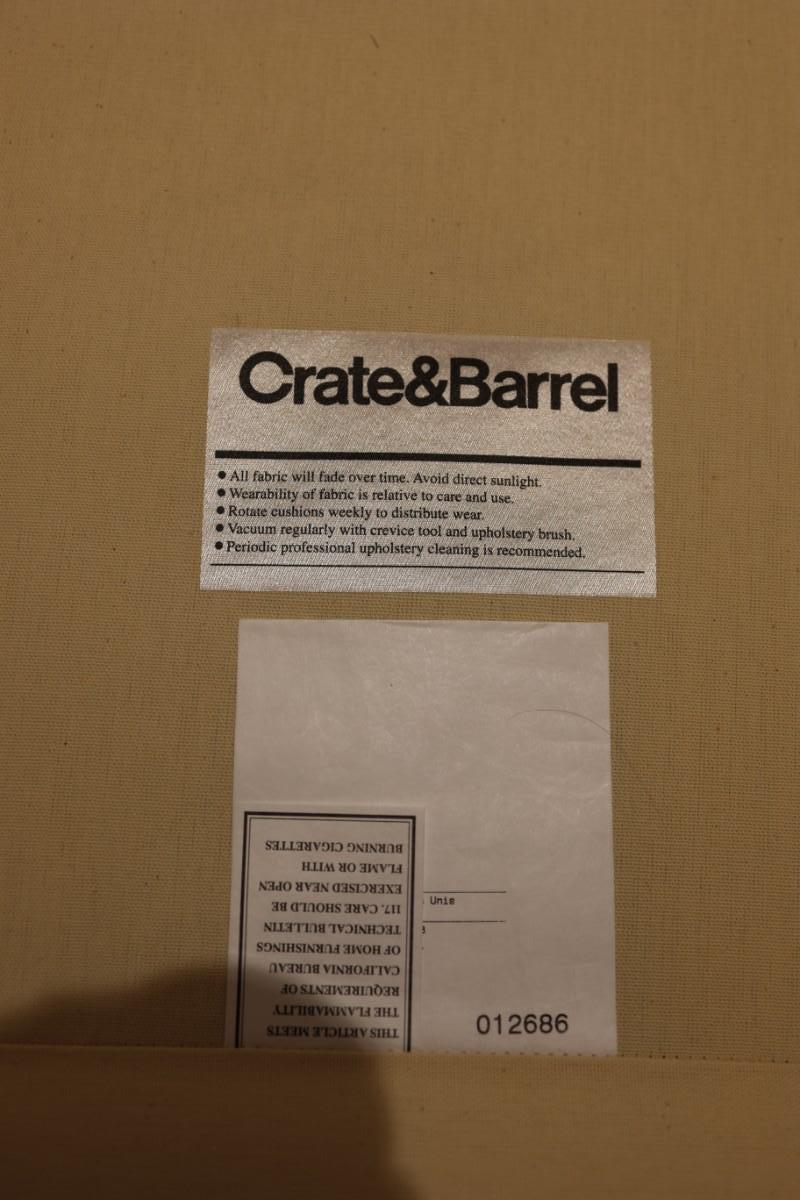 Crate&Barrel
• All fabric will fade over time. Avoid direct sunlight.
• Wearability of fabric is relative to care and use.
• Rotate cushions weekly to distribute wear.
• Vacuum regularly with crevice tool and upholstery brush.
• Periodic professional upholstery cleaning is recommended.
THIS ARTICLE MEETS
THE FLAMMABILITY
REQUIREMENTS OF
CALIFORNIA BUREAU
OF HOME FURNISHINGS
TECHNICAL BULLETIN
117. CARE SHOULD BE
EXERCISED NEAR OPEN
FLAME OR WITH
BURNING CIGARETTES
Unis
012686